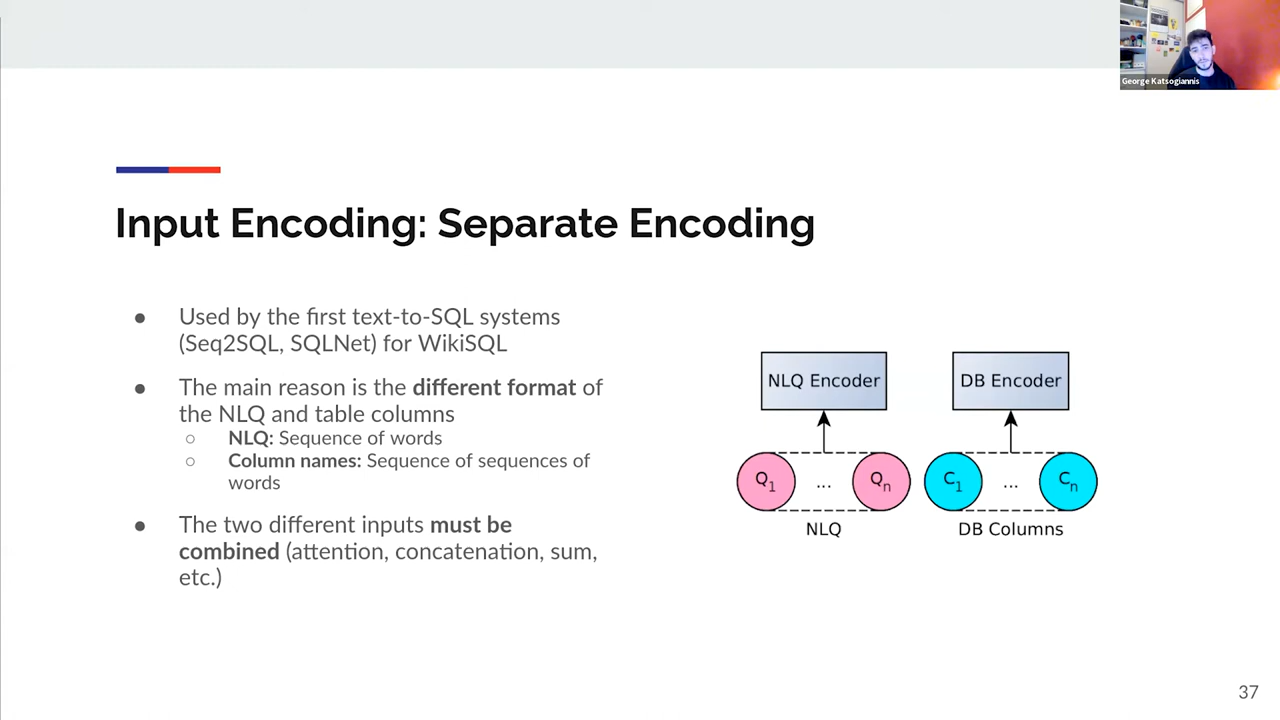 George Katsogiannis
Input Encoding: Separate Encoding
● Used by the first text-to-SQL systems
(Seq2SQL, SQLNet) for WikiSQL
● The main reason is the different format of
the NLQ and table columns
○ NLQ: Sequence of words
○ Column names: Sequence of sequences of
words
● The two different inputs must be
combined (attention, concatenation, sum,
etc.)
NLQ Encoder DB Encoder
Q1 ... Qn C1 ... Cn
NLQ DB Columns
37